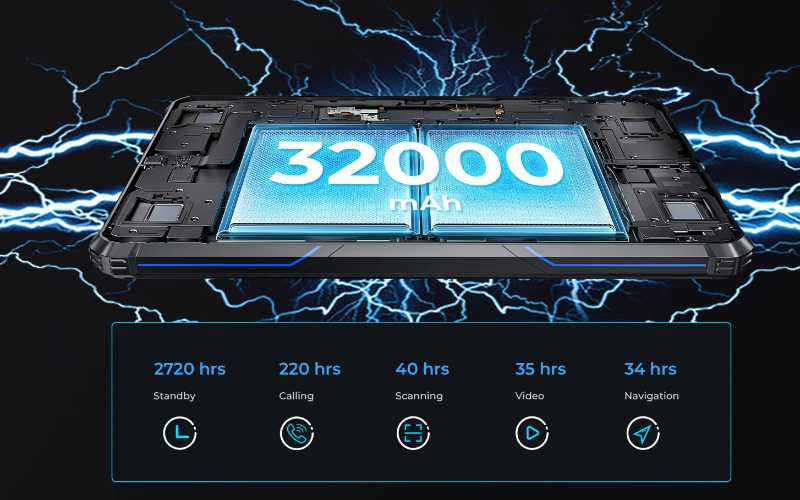 32000
mAh
2720 hrs
220 hrs
40 hrs
35 hrs
34 hrs
Standby
Calling
Scanning
Video
Navigation